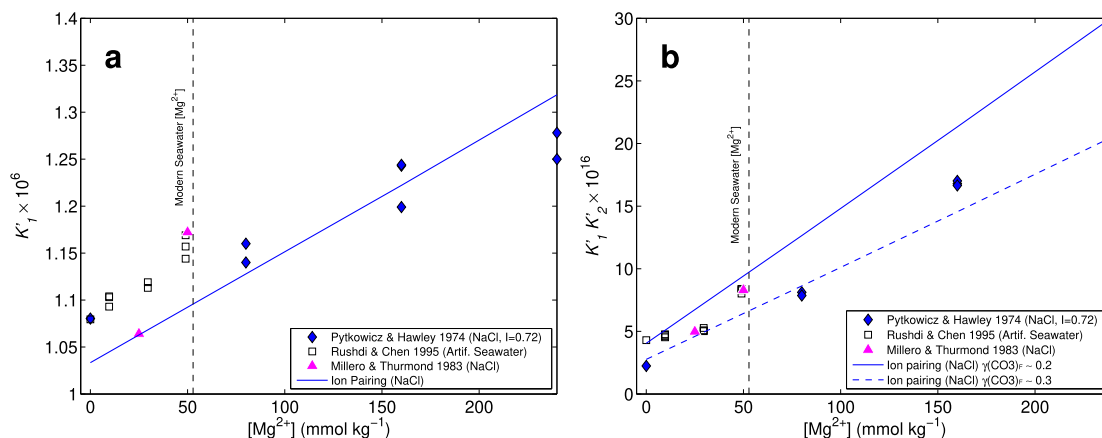 a
1.4
1.35
1.3
1.25
1.2
1.15
1.1
1.05
1
K'₁ × 10⁶
Modern Seawater [Mg²⁺]
Pytkowicz & Hawley 1974 (NaCl, I=0.72)
Rushdi & Chen 1995 (Artif. Seawater)
Millero & Thurmond 1983 (NaCl)
Ion Pairing (NaCl)
0 50 100 150 200
[Mg²⁺] (mmol kg⁻¹)
b
30
25
20
15
10
5
0
K'₁ K'₂ × 10¹⁶
Modern Seawater [Mg²⁺]
Pytkowicz & Hawley 1974 (NaCl, I=0.72)
Rushdi & Chen 1995 (Artif. Seawater)
Millero & Thurmond 1983 (NaCl)
Ion pairing (NaCl) γ(CO3)F ~ 0.2
Ion pairing (NaCl) γ(CO3)F ~ 0.3
0 50 100 150 200
[Mg²⁺] (mmol kg⁻¹)